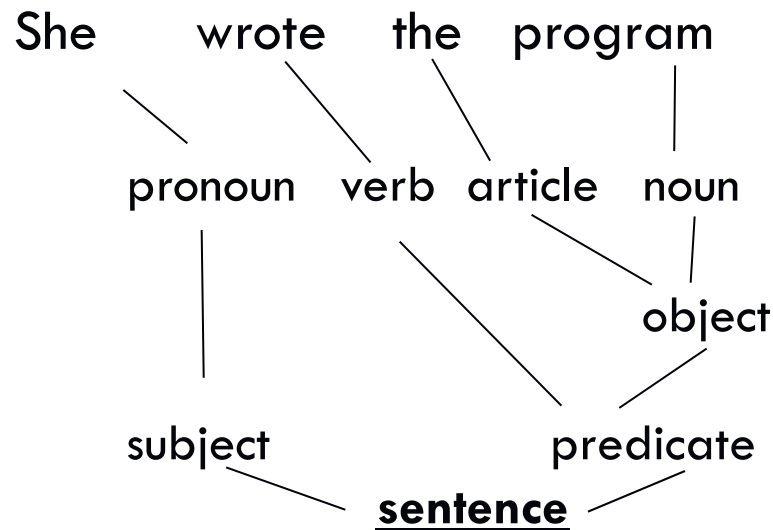 She wrote the program
pronoun verb article noun
object
subject predicate
sentence